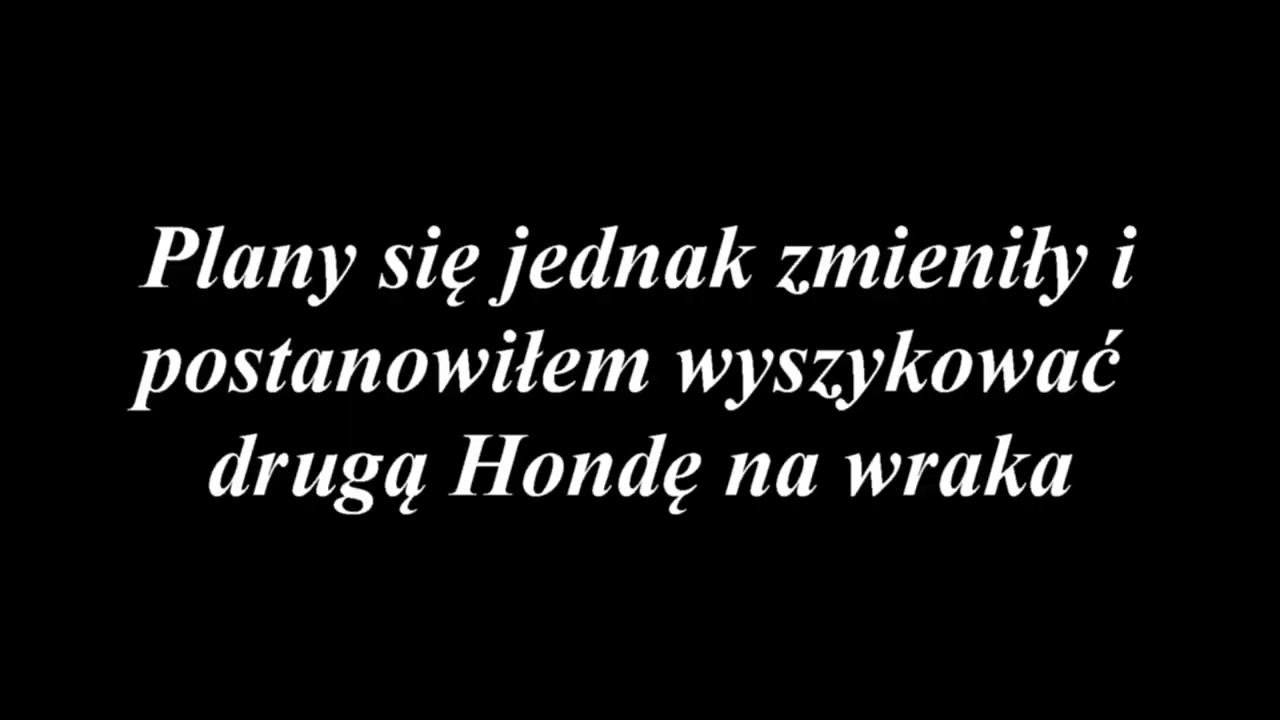 Plany się jednak zmieniły i
postanowiłem wyszykować
drugą Hondę na wraka